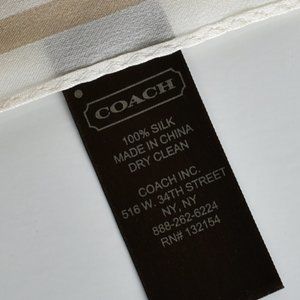 COACH
100% SILK
MADE IN CHINA
DRY CLEAN
COACH INC.
516 W. 34TH STREET
NY, NY
888-262-6224
RN# 132154